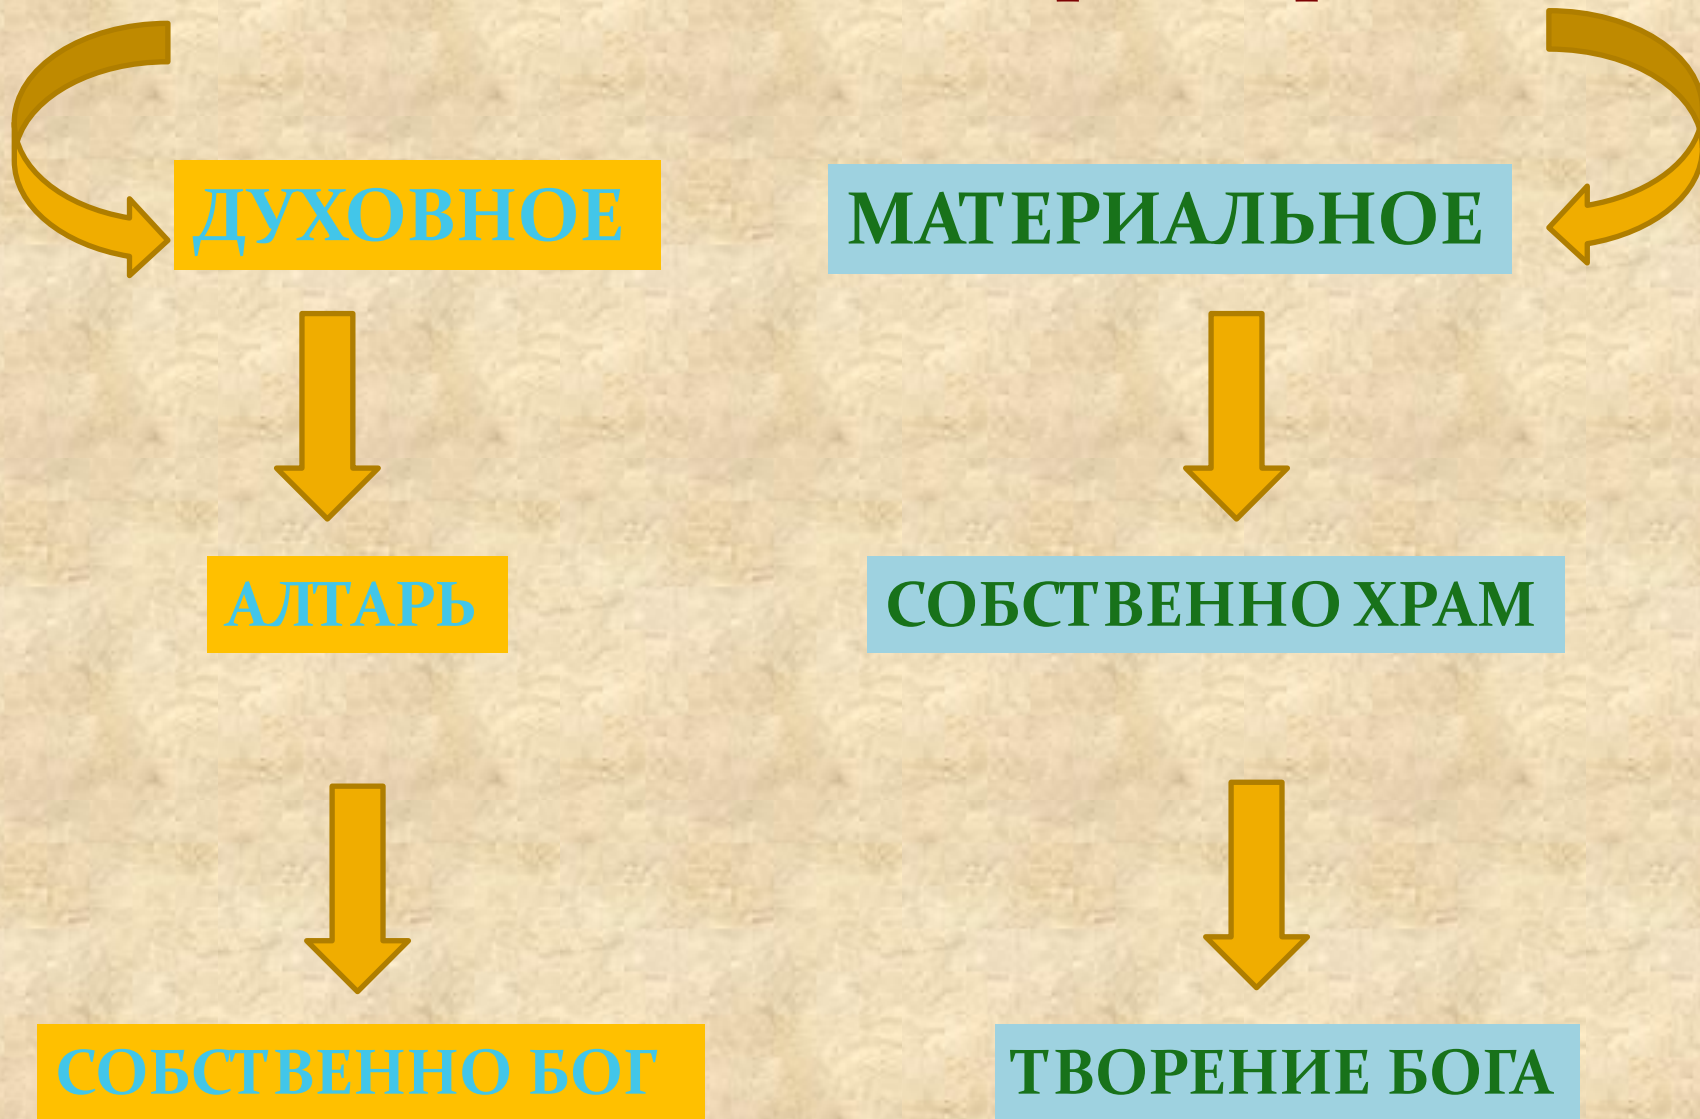 ДУХОВНОЕ
МАТЕРИАЛЬНОЕ
АЛТАРЬ
СОБСТВЕННО ХРАМ
СОБСТВЕННО БОГ
ТВОРЕНИЕ БОГА